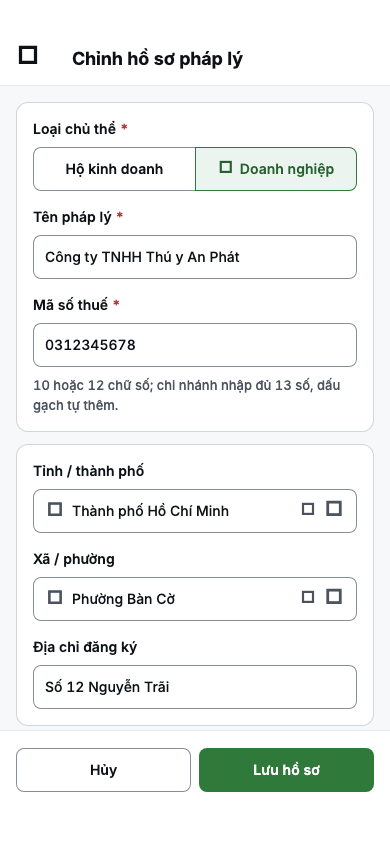 Chỉnh hồ sơ pháp lý
Loại chủ thể *
Hộ kinh doanh
Doanh nghiệp
Tên pháp lý *
Công ty TNHH Thú y An Phát
Mã số thuế *
0312345678
10 hoặc 12 chữ số; chi nhánh nhập đủ 13 số, dấu
gạch tự thêm.
Tỉnh / thành phố
Thành phố Hồ Chí Minh
Xã / phường
Phường Bàn Cờ
Địa chỉ đăng ký
Số 12 Nguyễn Trãi
Hủy
Lưu hồ sơ